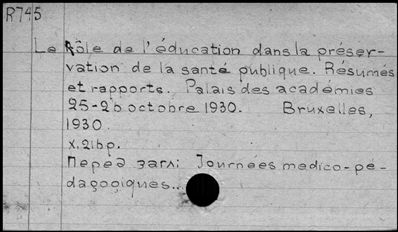 R745
Le Rôle de l'éducation dans la préser-
vation de la santé publique. Résumés
et rapports. Palais des académies
25-26 octobre 1930. Bruxelles,
1930.
x.216p.
Перед загл: Journées medico-pe-
dagogiques..